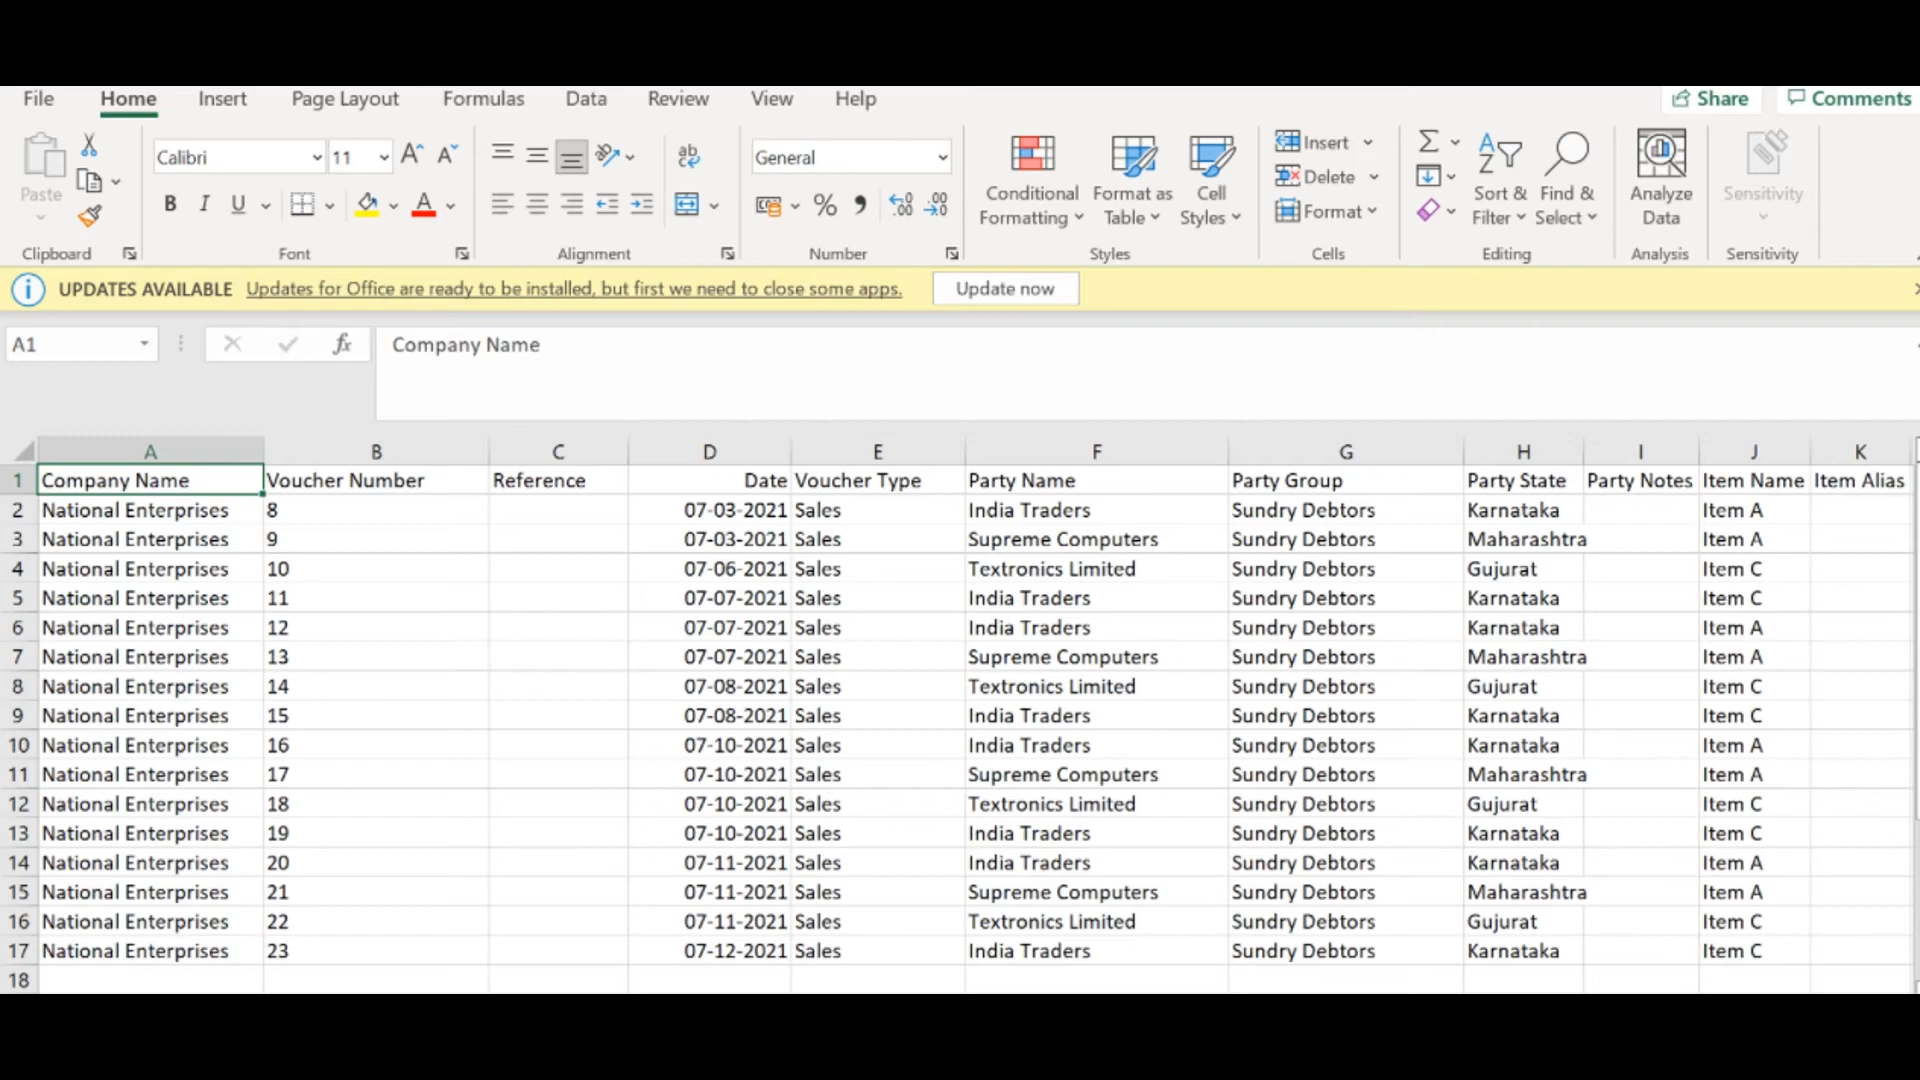 File Home Insert Page Layout Formulas Data Review View Help Share Comments
Calibri 11 General Insert
Paste Conditional Format as Cell Delete Sort & Find & Analyze Sensitivity
B I U % Formatting Table Styles Format Filter Select Data
Clipboard Font Alignment Number Styles Cells Editing Analysis Sensitivity
UPDATES AVAILABLE Updates for Office are ready to be installed, but first we need to close some apps. Update now
A1 fx Company Name
A B C D E F G H I J K
1 Company Name Voucher Number Reference Date Voucher Type Party Name Party Group Party State Party Notes Item Name Item Alias
2 National Enterprises 8 07-03-2021 Sales India Traders Sundry Debtors Karnataka Item A
3 National Enterprises 9 07-03-2021 Sales Supreme Computers Sundry Debtors Maharashtra Item A
4 National Enterprises 10 07-06-2021 Sales Textronics Limited Sundry Debtors Gujurat Item C
5 National Enterprises 11 07-07-2021 Sales India Traders Sundry Debtors Karnataka Item C
6 National Enterprises 12 07-07-2021 Sales India Traders Sundry Debtors Karnataka Item A
7 National Enterprises 13 07-07-2021 Sales Supreme Computers Sundry Debtors Maharashtra Item A
8 National Enterprises 14 07-08-2021 Sales Textronics Limited Sundry Debtors Gujurat Item C
9 National Enterprises 15 07-08-2021 Sales India Traders Sundry Debtors Karnataka Item C
10 National Enterprises 16 07-10-2021 Sales India Traders Sundry Debtors Karnataka Item A
11 National Enterprises 17 07-10-2021 Sales Supreme Computers Sundry Debtors Maharashtra Item A
12 National Enterprises 18 07-10-2021 Sales Textronics Limited Sundry Debtors Gujurat Item C
13 National Enterprises 19 07-10-2021 Sales India Traders Sundry Debtors Karnataka Item C
14 National Enterprises 20 07-11-2021 Sales India Traders Sundry Debtors Karnataka Item A
15 National Enterprises 21 07-11-2021 Sales Supreme Computers Sundry Debtors Maharashtra Item A
16 National Enterprises 22 07-11-2021 Sales Textronics Limited Sundry Debtors Gujurat Item C
17 National Enterprises 23 07-12-2021 Sales India Traders Sundry Debtors Karnataka Item C
18